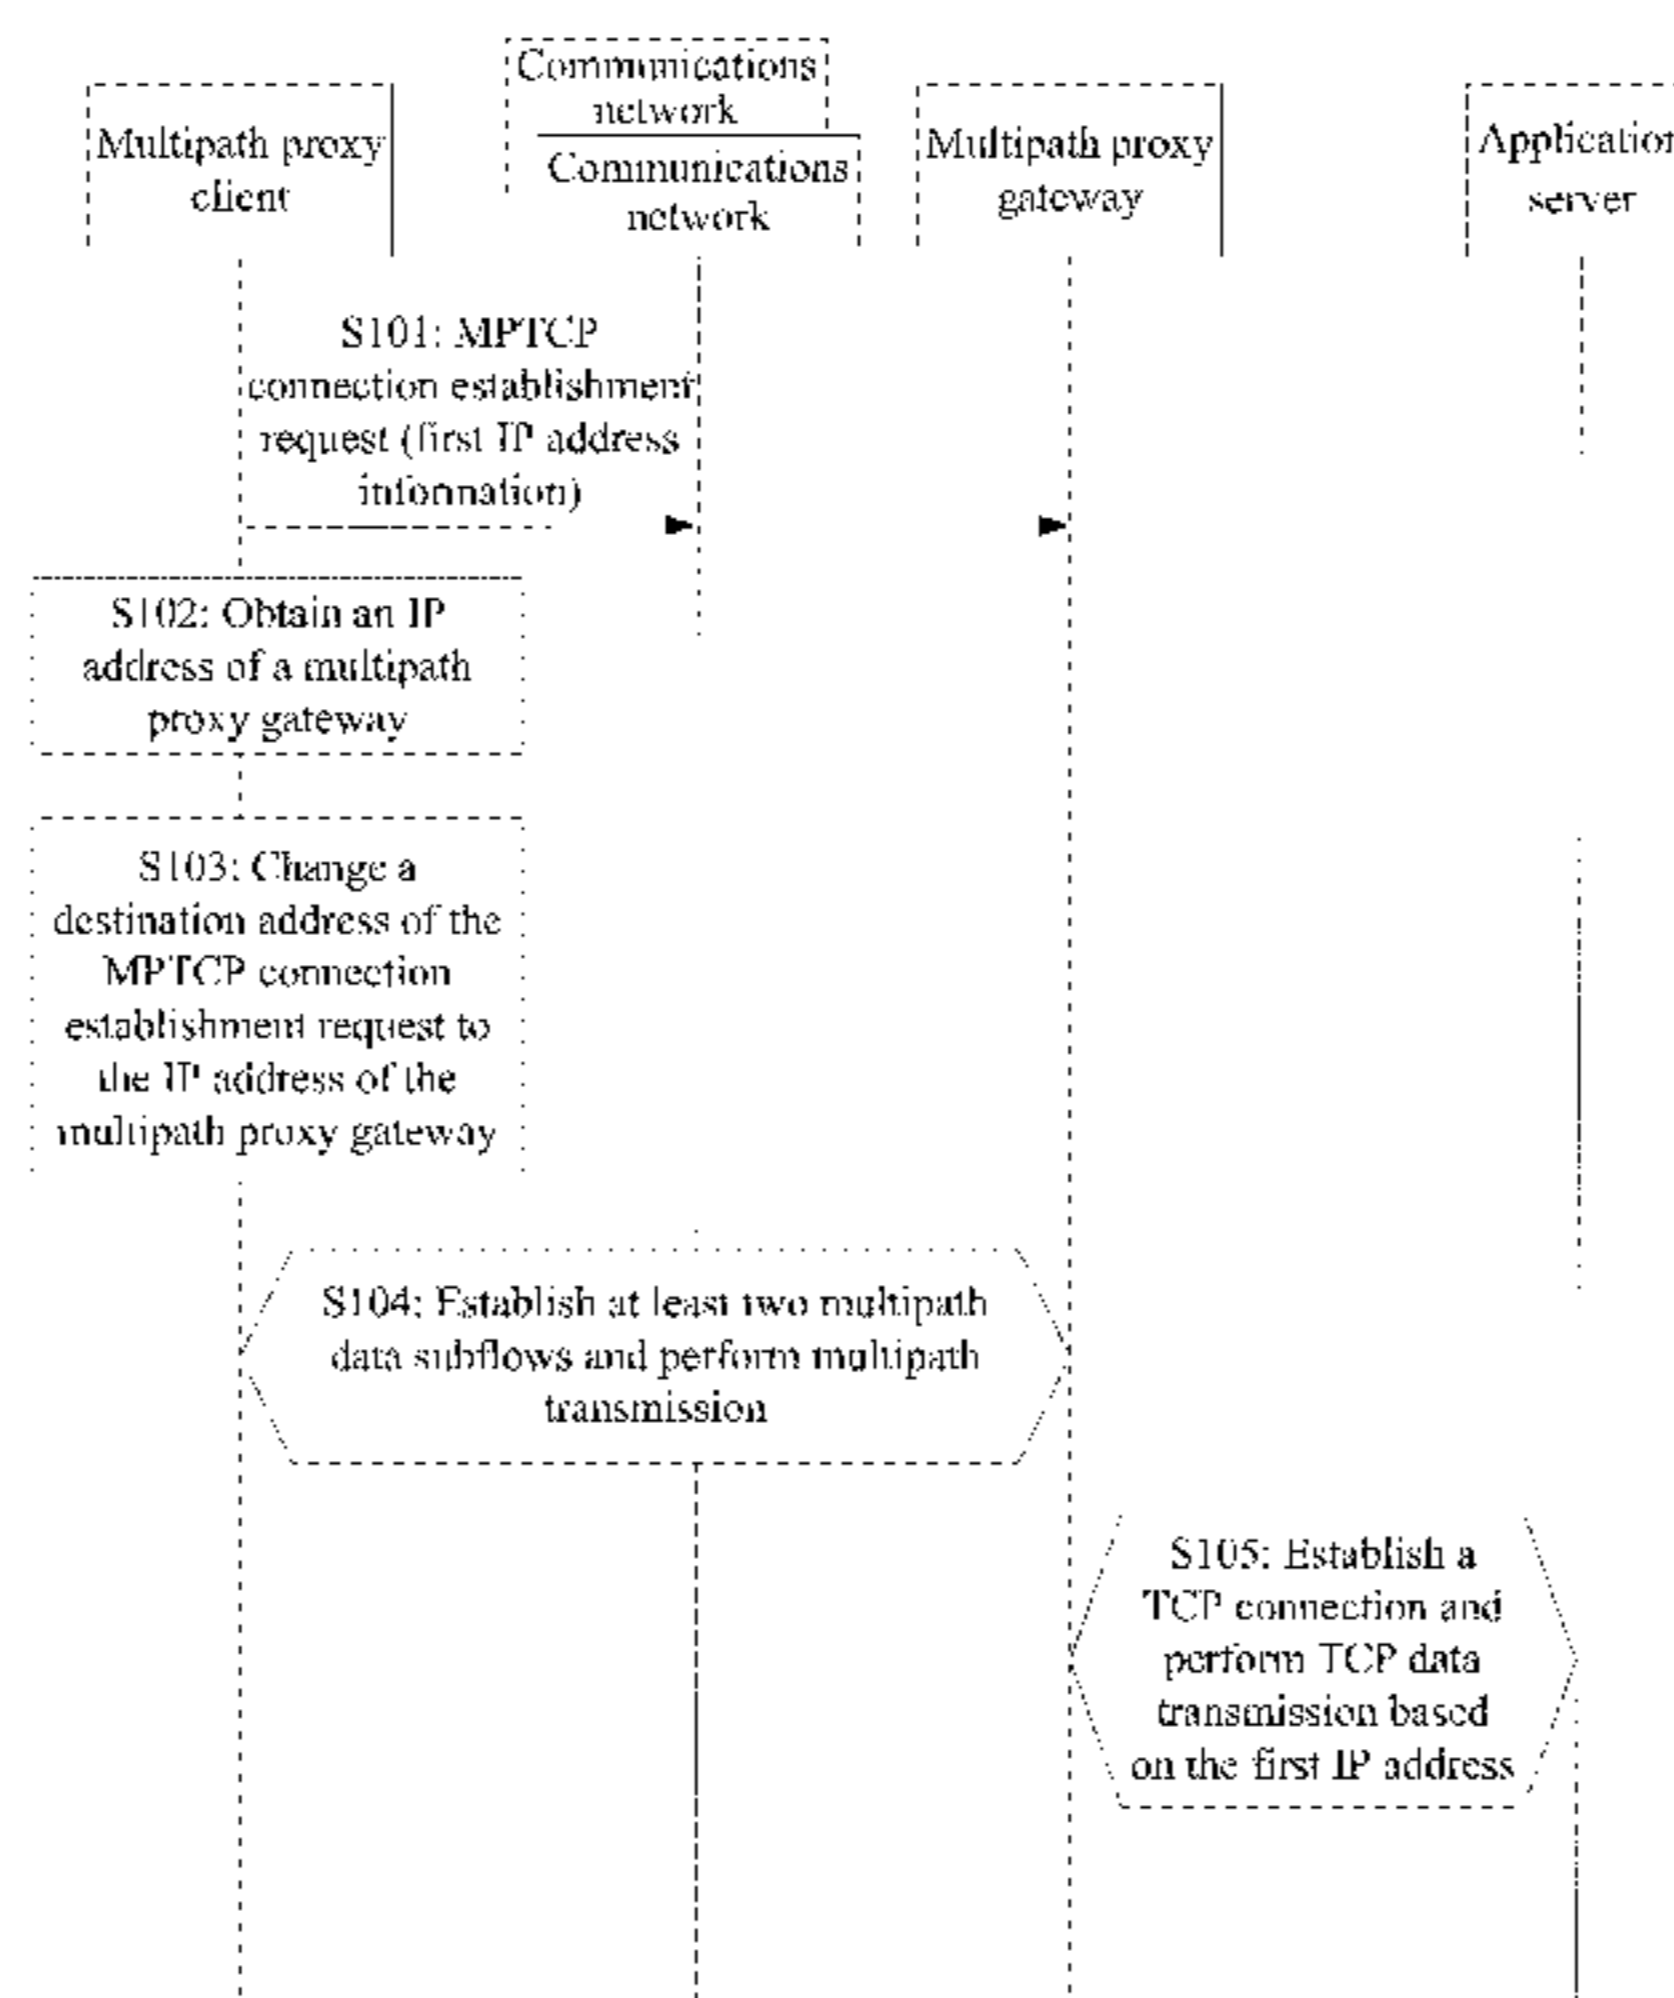 Communications
network
Multipath proxy
client
Communications
network
Multipath proxy
gateway
Application
server
S101: MPTCP
connection establishment
request (first IP address
information)
S102: Obtain an IP
address of a multipath
proxy gateway
S103: Change a
destination address of the
MPTCP connection
establishment request to
the IP address of the
multipath proxy gateway
S104: Establish at least two multipath
data subflows and perform multipath
transmission
S105: Establish a
TCP connection and
perform TCP data
transmission based
on the first IP address